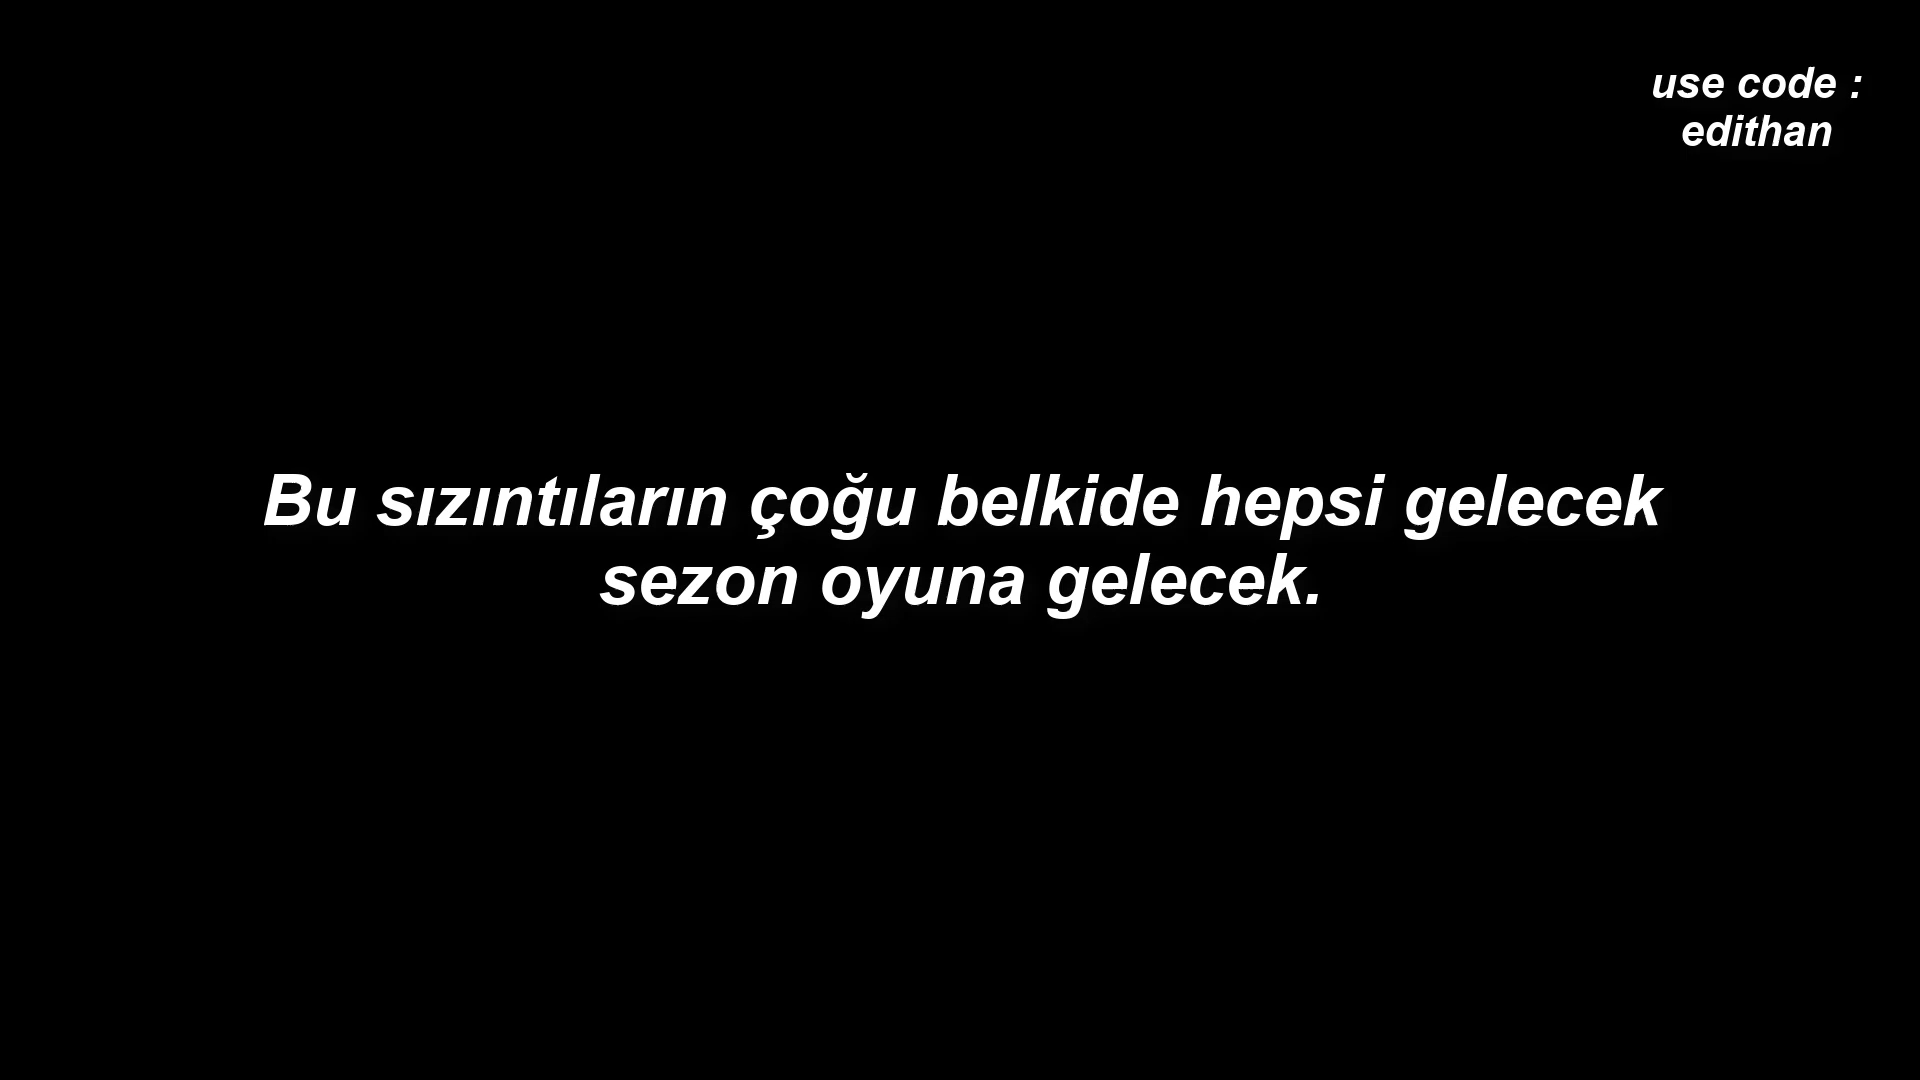 use code :
edithan
Bu sızıntıların çoğu belkide hepsi gelecek
sezon oyuna gelecek.